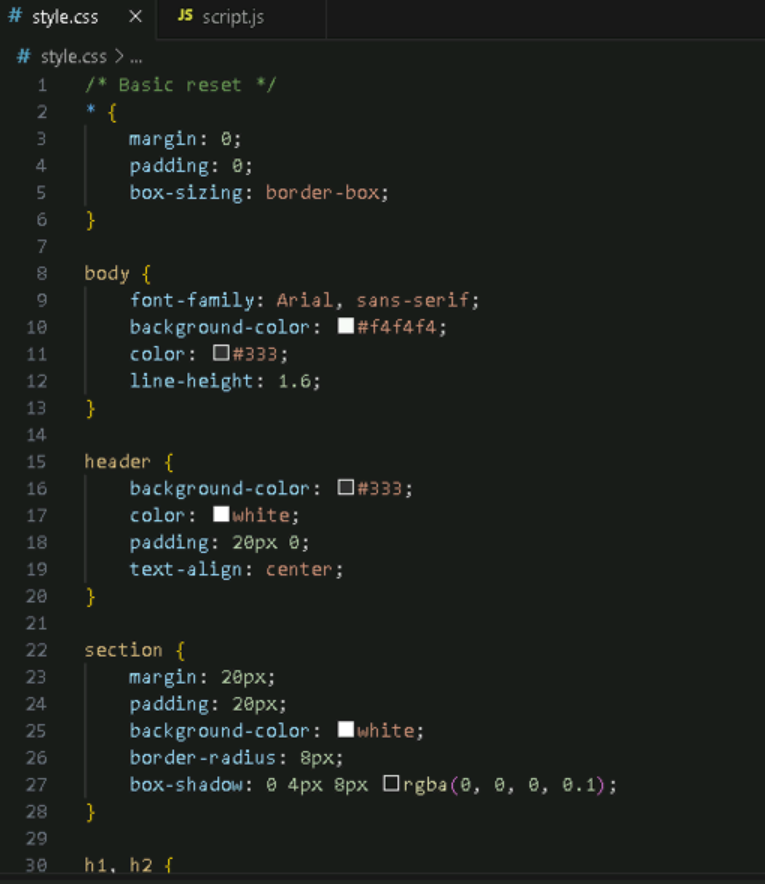 # style.css × JS script.js
# style.css > ...
1 /* Basic reset */
2 * {
3 margin: 0;
4 padding: 0;
5 box-sizing: border-box;
6 }
7
8 body {
9 font-family: Arial, sans-serif;
10 background-color: #f4f4f4;
11 color: #333;
12 line-height: 1.6;
13 }
14
15 header {
16 background-color: #333;
17 color: white;
18 padding: 20px 0;
19 text-align: center;
20 }
21
22 section {
23 margin: 20px;
24 padding: 20px;
25 background-color: white;
26 border-radius: 8px;
27 box-shadow: 0 4px 8px rgba(0, 0, 0, 0.1);
28 }
29
30 h1, h2 {